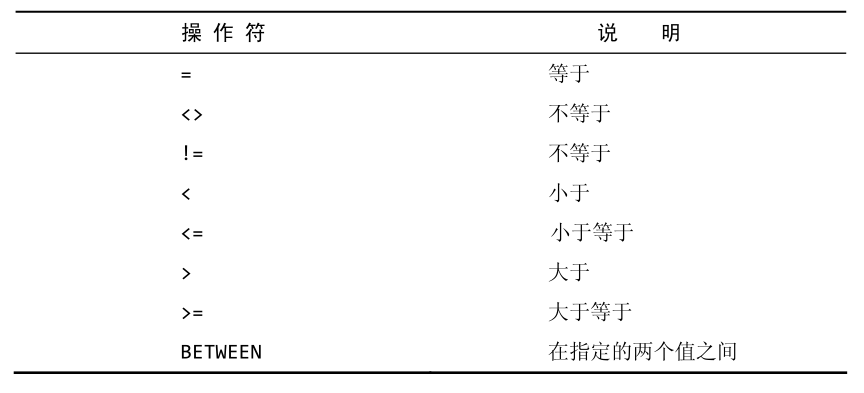 操 作 符 说 明
= 等于
<> 不等于
!= 不等于
< 小于
<= 小于等于
> 大于
>= 大于等于
BETWEEN 在指定的两个值之间